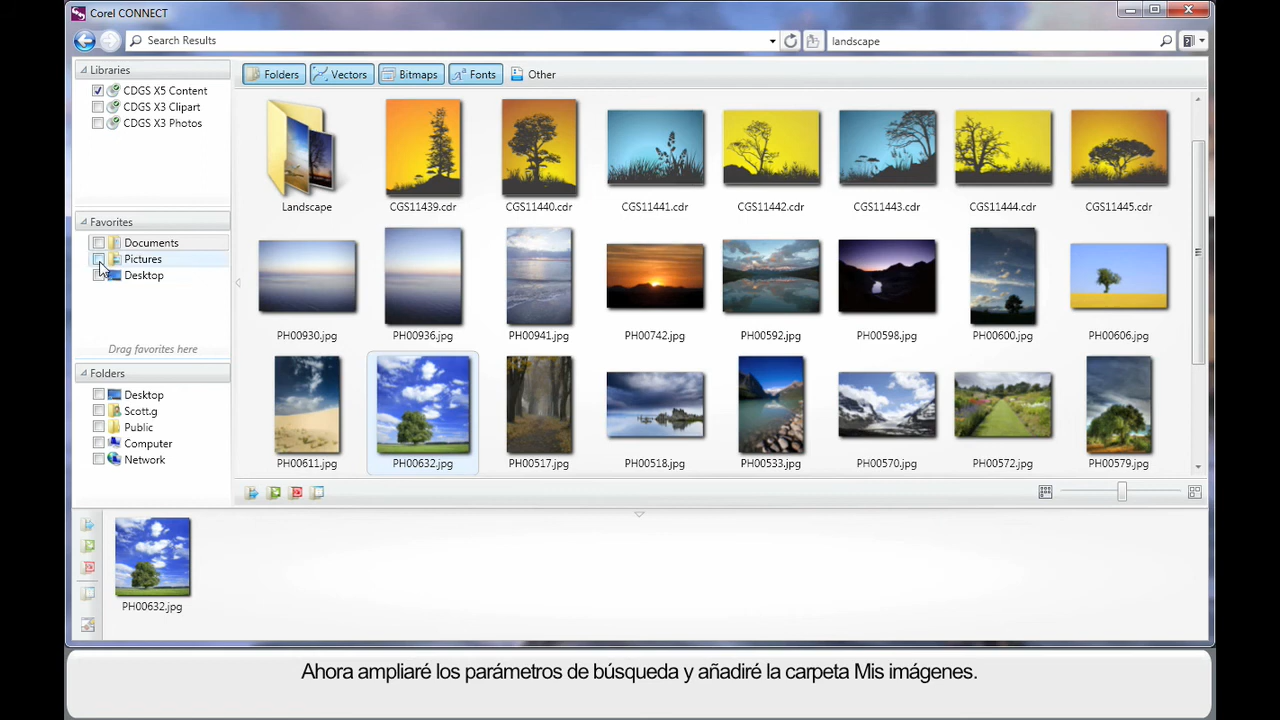 Corel CONNECT
Search Results
landscape
Libraries
CDGS X5 Content
CDGS X3 Clipart
CDGS X3 Photos
Favorites
Documents
Pictures
Desktop
Drag favorites here
Folders
Desktop
Scott.g
Public
Computer
Network
Folders Vectors Bitmaps Fonts Other
Landscape CGS11439.cdr CGS11440.cdr CGS11441.cdr CGS11442.cdr CGS11443.cdr CGS11444.cdr CGS11445.cdr
PH00930.jpg PH00936.jpg PH00941.jpg PH00742.jpg PH00592.jpg PH00598.jpg PH00600.jpg PH00606.jpg
PH00611.jpg PH00632.jpg PH00517.jpg PH00518.jpg PH00533.jpg PH00570.jpg PH00572.jpg PH00579.jpg
PH00632.jpg
Ahora ampliaré los parámetros de búsqueda y añadiré la carpeta Mis imágenes.